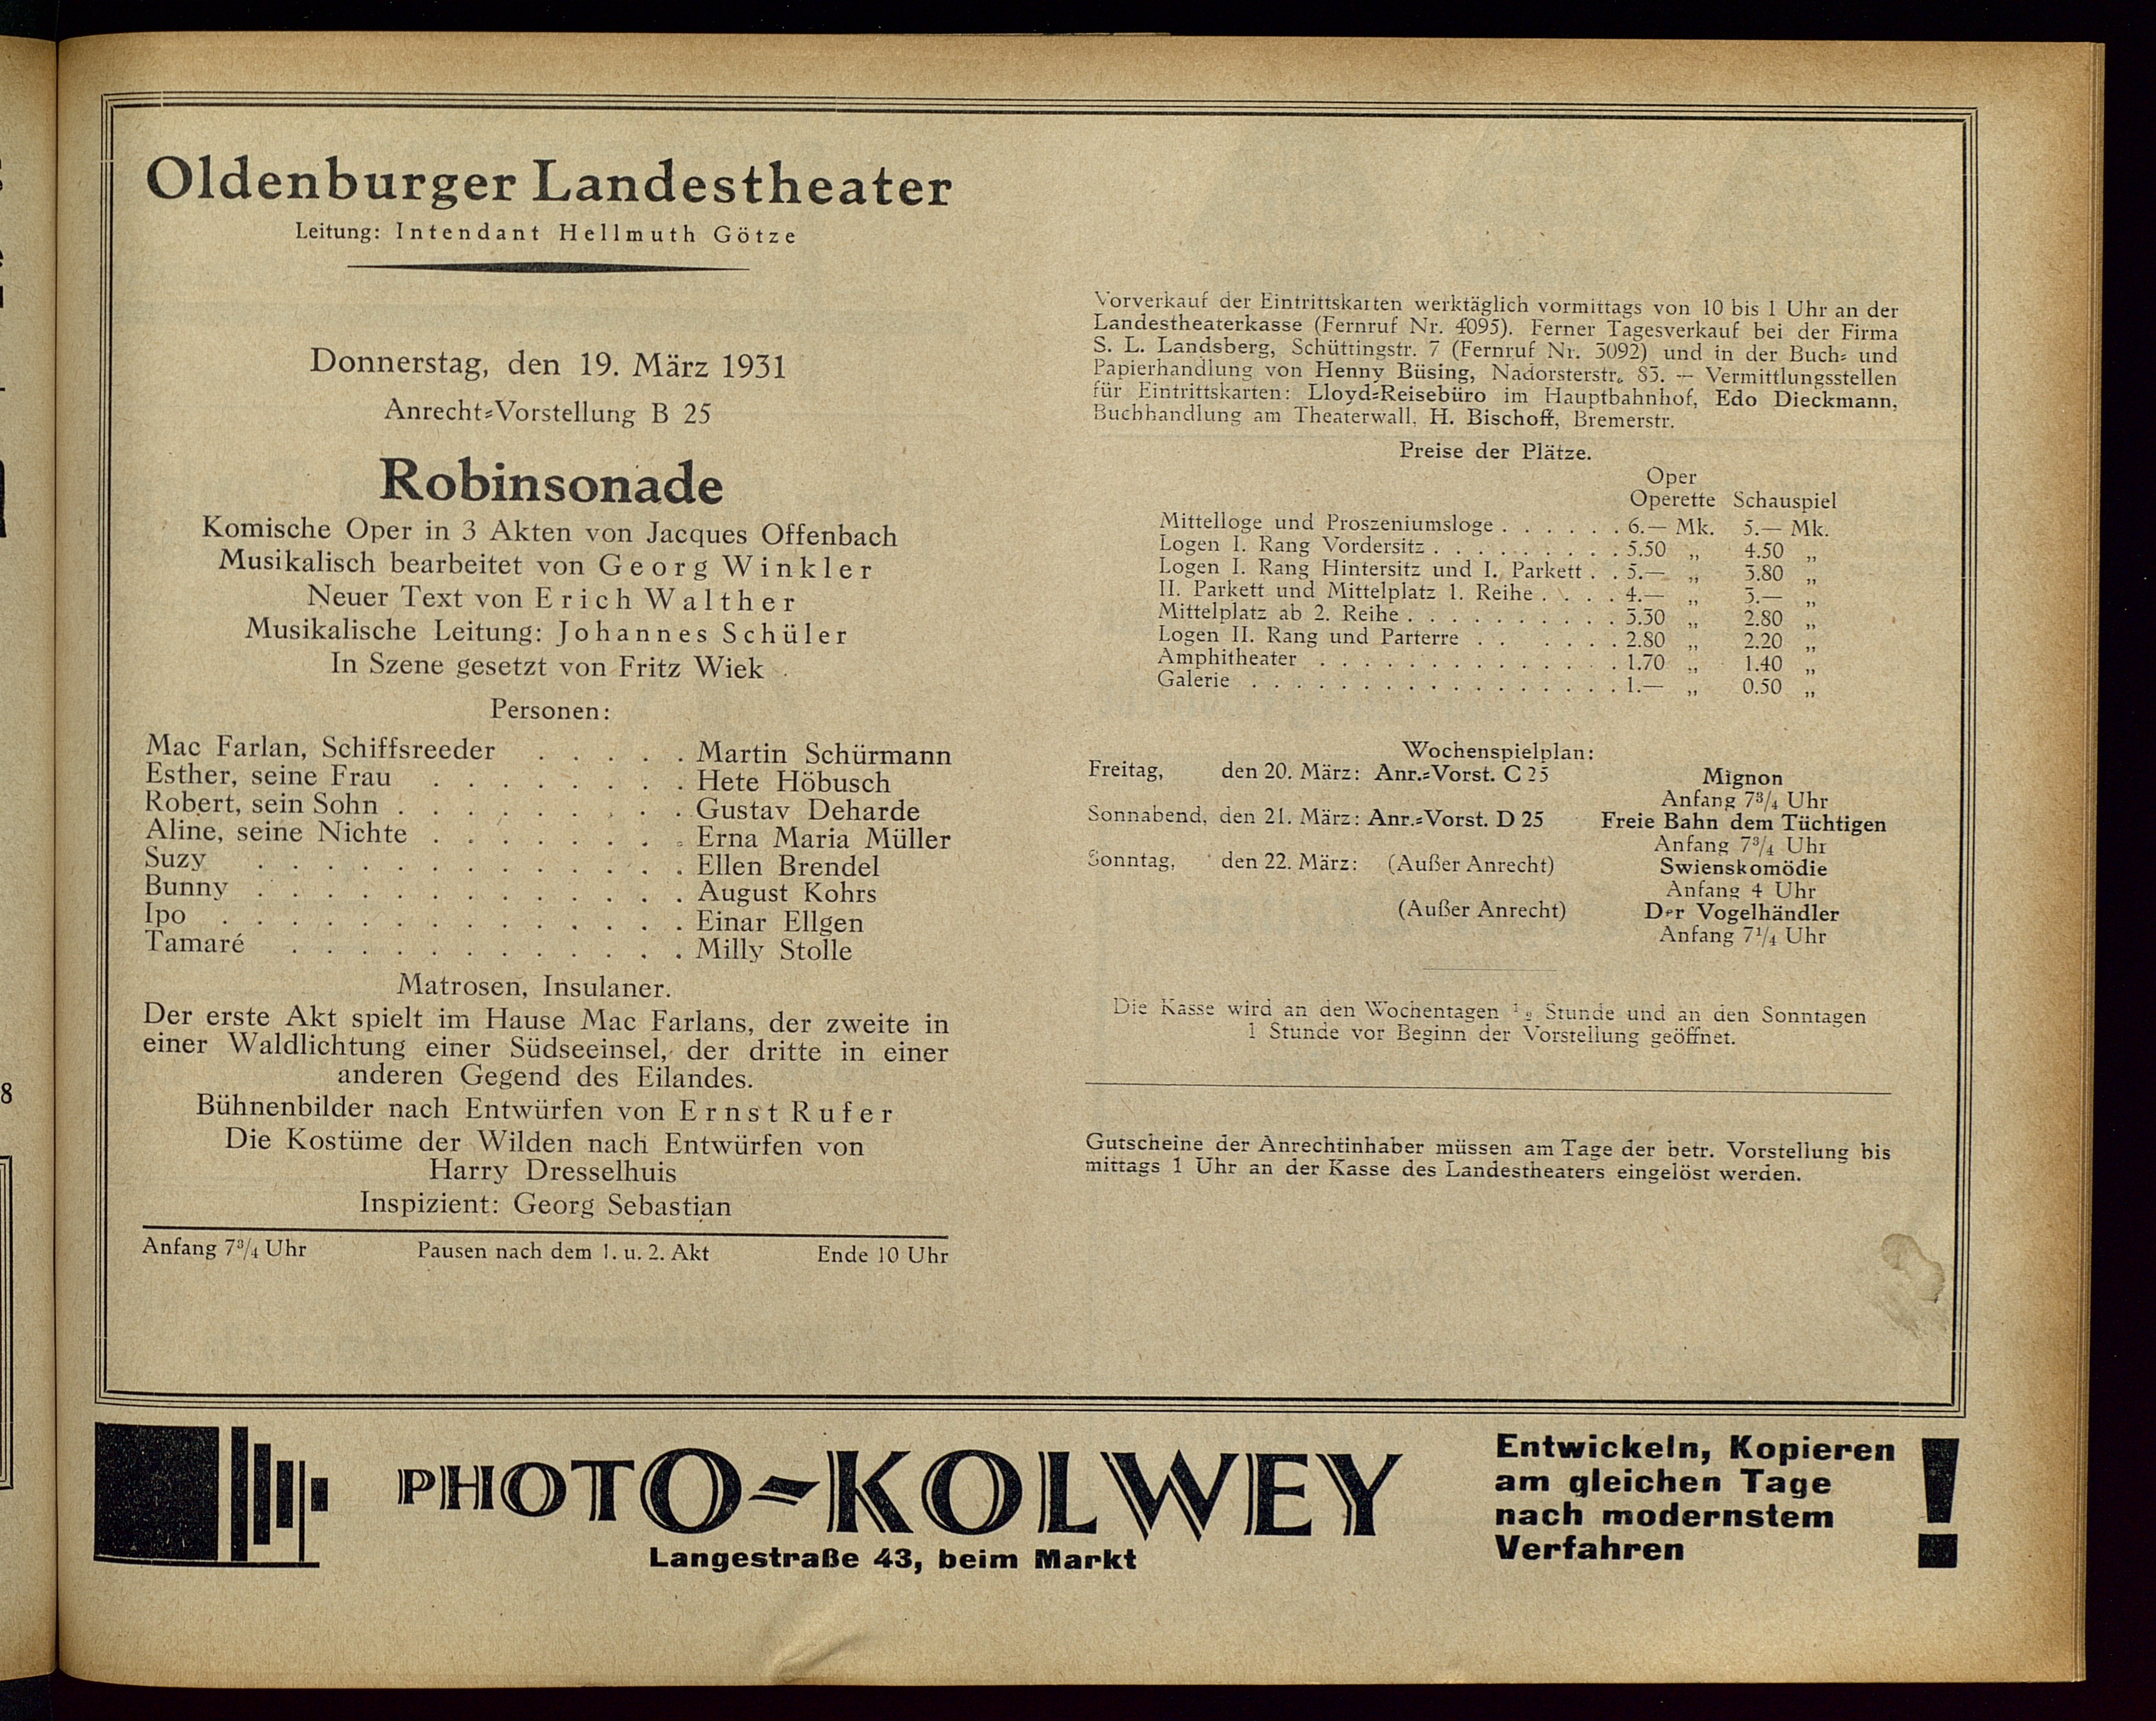 Oldenburger Landestheater
Leitung: Intendant Hellmuth Götze
Donnerstag, den 19. März 1931
Anrecht=Vorstellung B 25
Robinsonade
Komische Oper in 3 Akten von Jacques Offenbach
Musikalisch bearbeitet von Georg Winkler
Neuer Text von Erich Walther
Musikalische Leitung: Johannes Schüler
In Szene gesetzt von Fritz Wiek
Personen:
Mac Farlan, Schiffsreeder . . . . . Martin Schürmann
Esther, seine Frau . . . . . . . Hete Höbusch
Robert, sein Sohn . . . . . . . . Gustav Deharde
Aline, seine Nichte . . . . . . . Erna Maria Müller
Suzy . . . . . . . . . . . Ellen Brendel
Bunny . . . . . . . . . . . August Kohrs
Ipo . . . . . . . . . . . . Einar Ellgen
Tamaré . . . . . . . . . . Milly Stolle
Matrosen, Insulaner.
Der erste Akt spielt im Hause Mac Farlans, der zweite in
einer Waldlichtung einer Südseeinsel, der dritte in einer
anderen Gegend des Eilandes.
Bühnenbilder nach Entwürfen von Ernst Rufer
Die Kostüme der Wilden nach Entwürfen von
Harry Dresselhuis
Inspizient: Georg Sebastian
Anfang 7¾ Uhr Pausen nach dem 1. u. 2. Akt Ende 10 Uhr
Vorverkauf der Eintrittskarten werktäglich vormittags von 10 bis 1 Uhr an der
Landestheaterkasse (Fernruf Nr. 4095). Ferner Tagesverkauf bei der Firma
S. L. Landsberg, Schüttingstr. 7 (Fernruf Nr. 3092) und in der Buch= und
Papierhandlung von Henny Büsing, Nadorsterstr. 83. — Vermittlungsstellen
für Eintrittskarten: Lloyd=Reisebüro im Hauptbahnhof, Edo Dieckmann,
Buchhandlung am Theaterwall, H. Bischoff, Bremerstr.
Preise der Plätze.
Oper
Operette Schauspiel
Mittelloge und Proszeniumsloge . . . . . . 6.— Mk. 5.— Mk.
Logen I. Rang Vordersitz . . . . . . . . . 5.50 „ 4.50 „
Logen I. Rang Hintersitz und I. Parkett . . 5.— „ 3.80 „
II. Parkett und Mittelplatz 1. Reihe . . . . 4.— „ 3.— „
Mittelplatz ab 2. Reihe . . . . . . . . . . 3.30 „ 2.80 „
Logen II. Rang und Parterre . . . . . . 2.80 „ 2.20 „
Amphitheater . . . . . . . . . . . . . . 1.70 „ 1.40 „
Galerie . . . . . . . . . . . . . . . . . 1.— „ 0.50 „
Wochenspielplan:
Freitag, den 20. März: Anr.=Vorst. C 25 Mignon
Anfang 7¾ Uhr
Sonnabend, den 21. März: Anr.=Vorst. D 25 Freie Bahn dem Tüchtigen
Anfang 7¾ Uhr
Sonntag, den 22. März: (Außer Anrecht) Swienskomödie
Anfang 4 Uhr
(Außer Anrecht) Der Vogelhändler
Anfang 7¼ Uhr
Die Kasse wird an den Wochentagen ½ Stunde und an den Sonntagen
1 Stunde vor Beginn der Vorstellung geöffnet.
Gutscheine der Anrechtinhaber müssen am Tage der betr. Vorstellung bis
mittags 1 Uhr an der Kasse des Landestheaters eingelöst werden.
PHOTO=KOLWEY
Langestraße 43, beim Markt
Entwickeln, Kopieren
am gleichen Tage
nach modernstem
Verfahren !
8